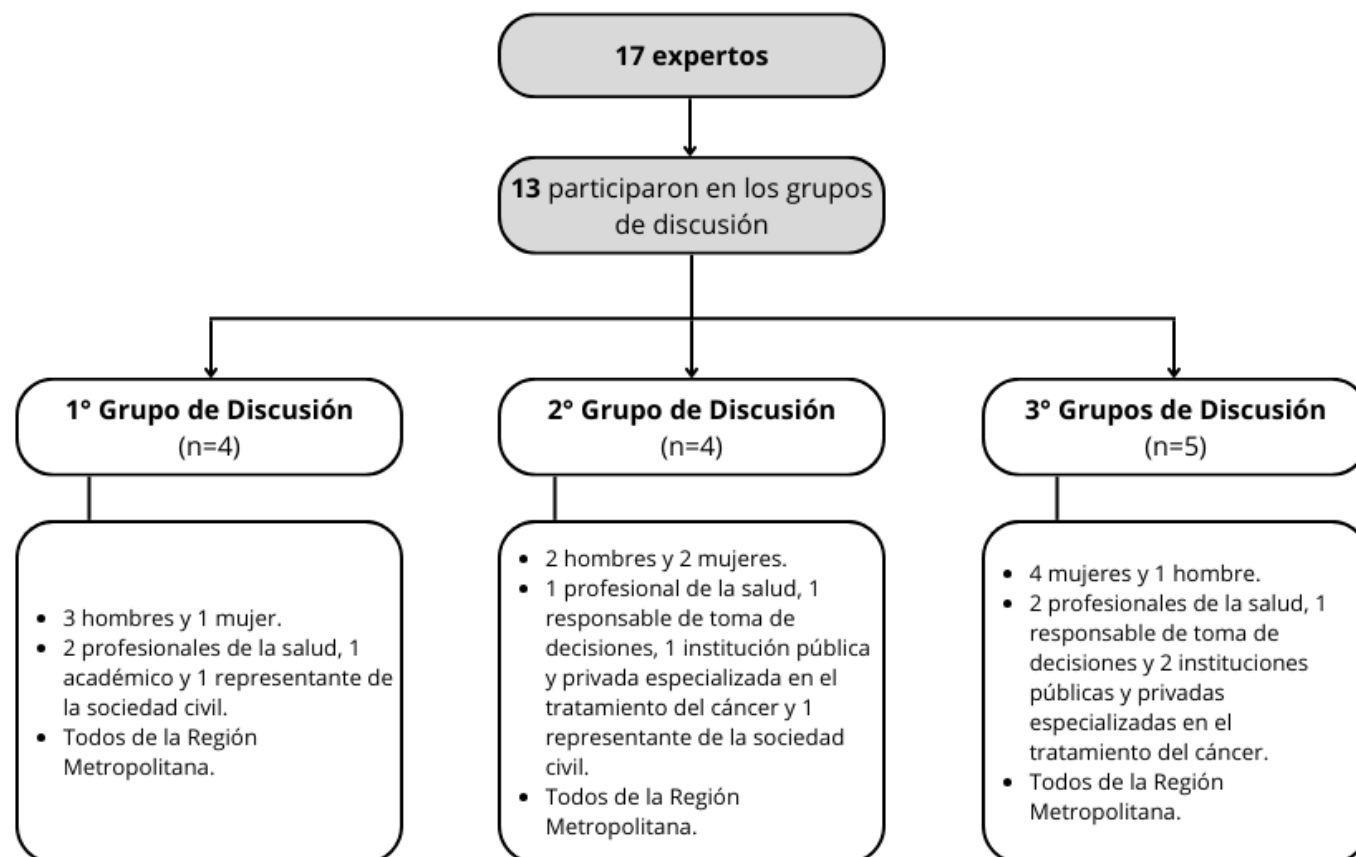 17 expertos
13 participaron en los grupos
de discusión
1° Grupo de Discusión
(n=4)
2° Grupo de Discusión
(n=4)
3° Grupos de Discusión
(n=5)
• 3 hombres y 1 mujer.
• 2 profesionales de la salud, 1
académico y 1 representante de
la sociedad civil.
• Todos de la Región
Metropolitana.
• 2 hombres y 2 mujeres.
• 1 profesional de la salud, 1
responsable de toma de
decisiones, 1 institución pública
y privada especializada en el
tratamiento del cáncer y 1
representante de la sociedad
civil.
• Todos de la Región
Metropolitana.
• 4 mujeres y 1 hombre.
• 2 profesionales de la salud, 1
responsable de toma de
decisiones y 2 instituciones
públicas y privadas
especializadas en el
tratamiento del cáncer.
• Todos de la Región
Metropolitana.